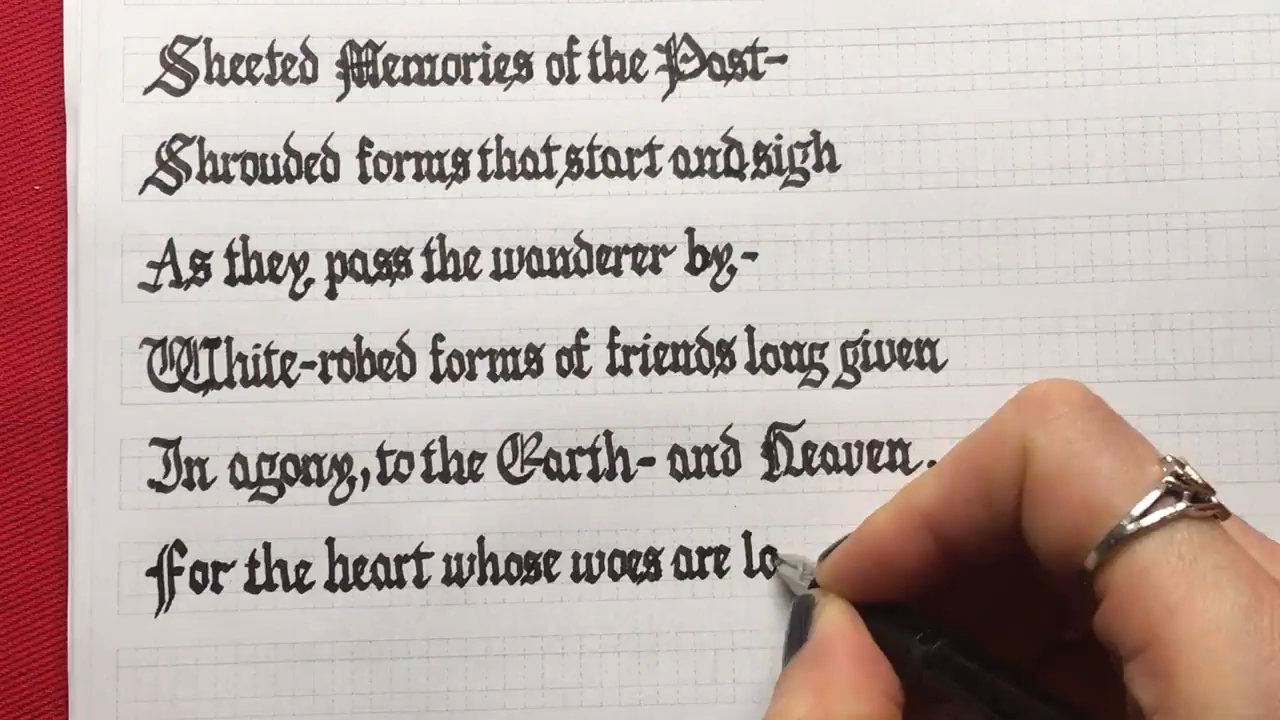 Sheeted Memories of the Past-
Shrouded forms that start and sigh
As they pass the wanderer by,-
White-robed forms of friends long given
In agony, to the Earth- and Heaven.
For the heart whose woes are lo